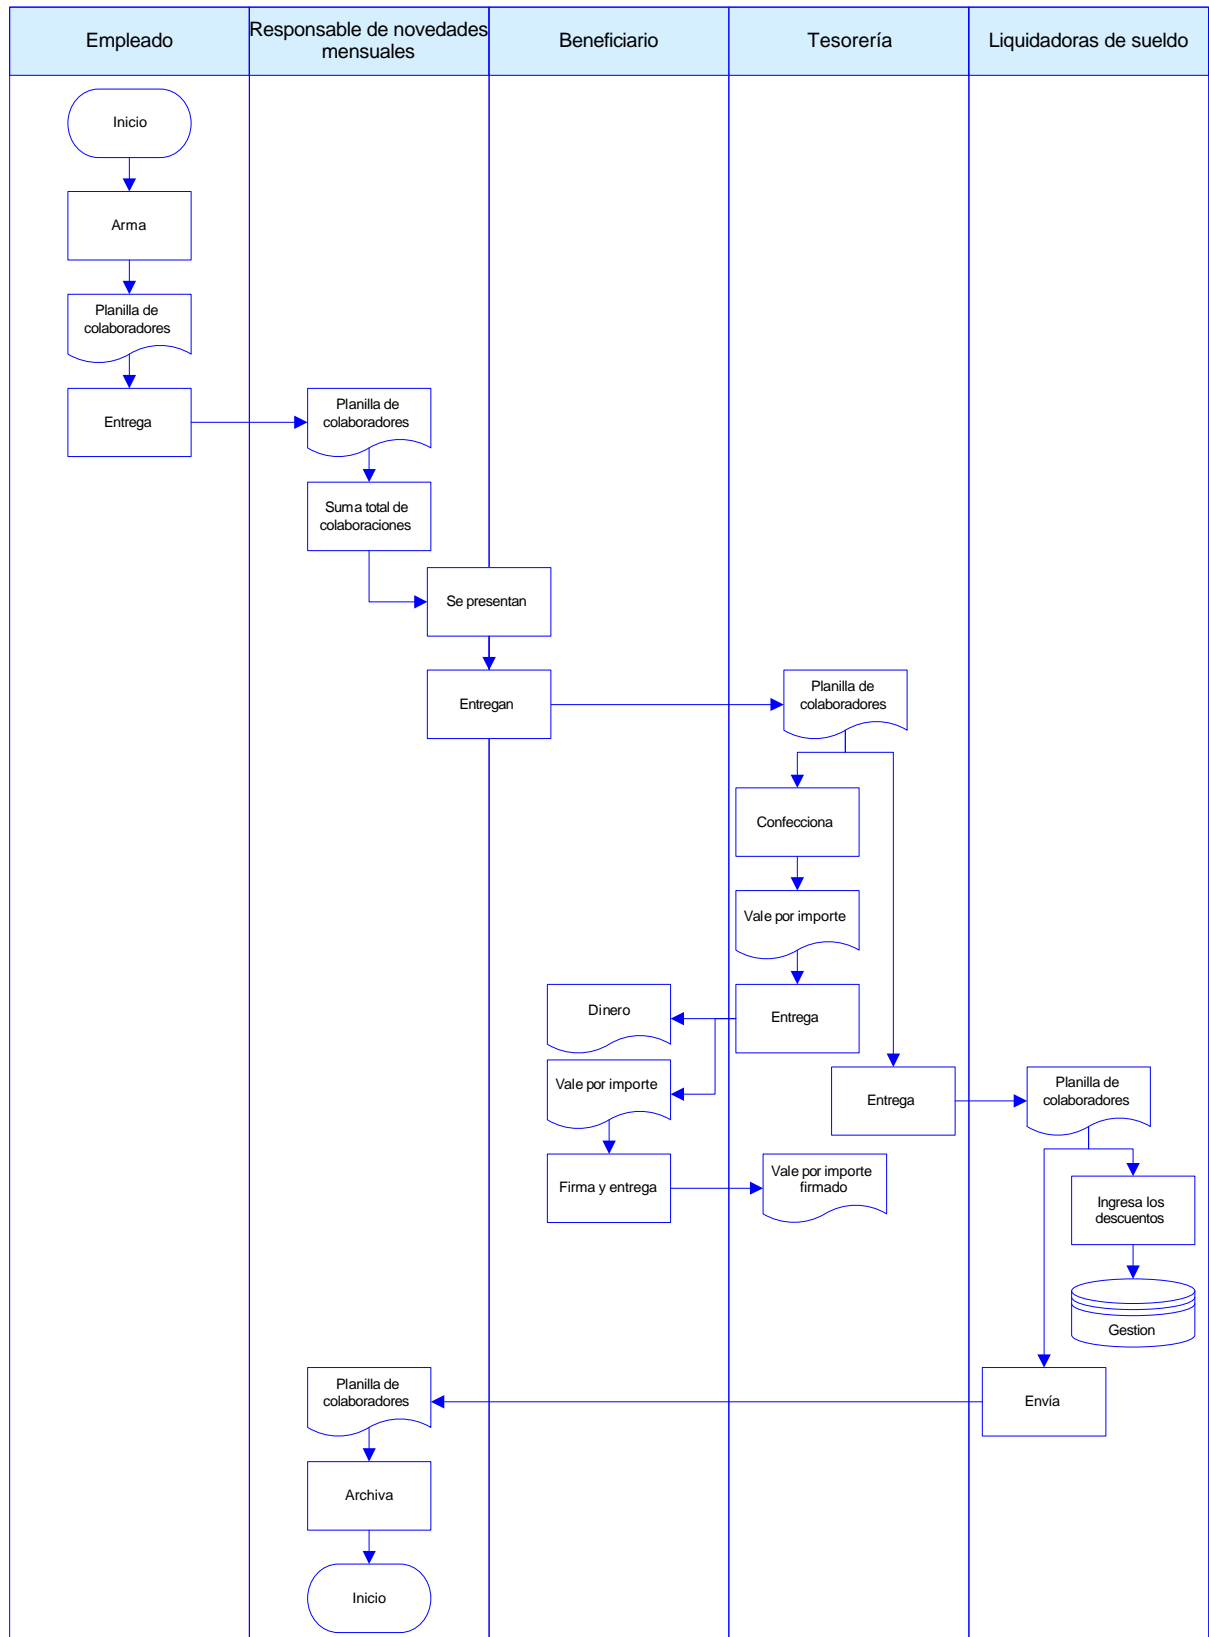 Empleado
Responsable de novedades
mensuales
Beneficiario
Tesorería
Liquidadoras de sueldo
Inicio
Arma
Planilla de
colaboradores
Entrega
Planilla de
colaboradores
Suma total de
colaboraciones
Se presentan
Entregan
Planilla de
colaboradores
Confecciona
Vale por importe
Dinero
Entrega
Vale por importe
Entrega
Planilla de
colaboradores
Firma y entrega
Vale por importe
firmado
Ingresa los
descuentos
Gestion
Planilla de
colaboradores
Envía
Archiva
Inicio